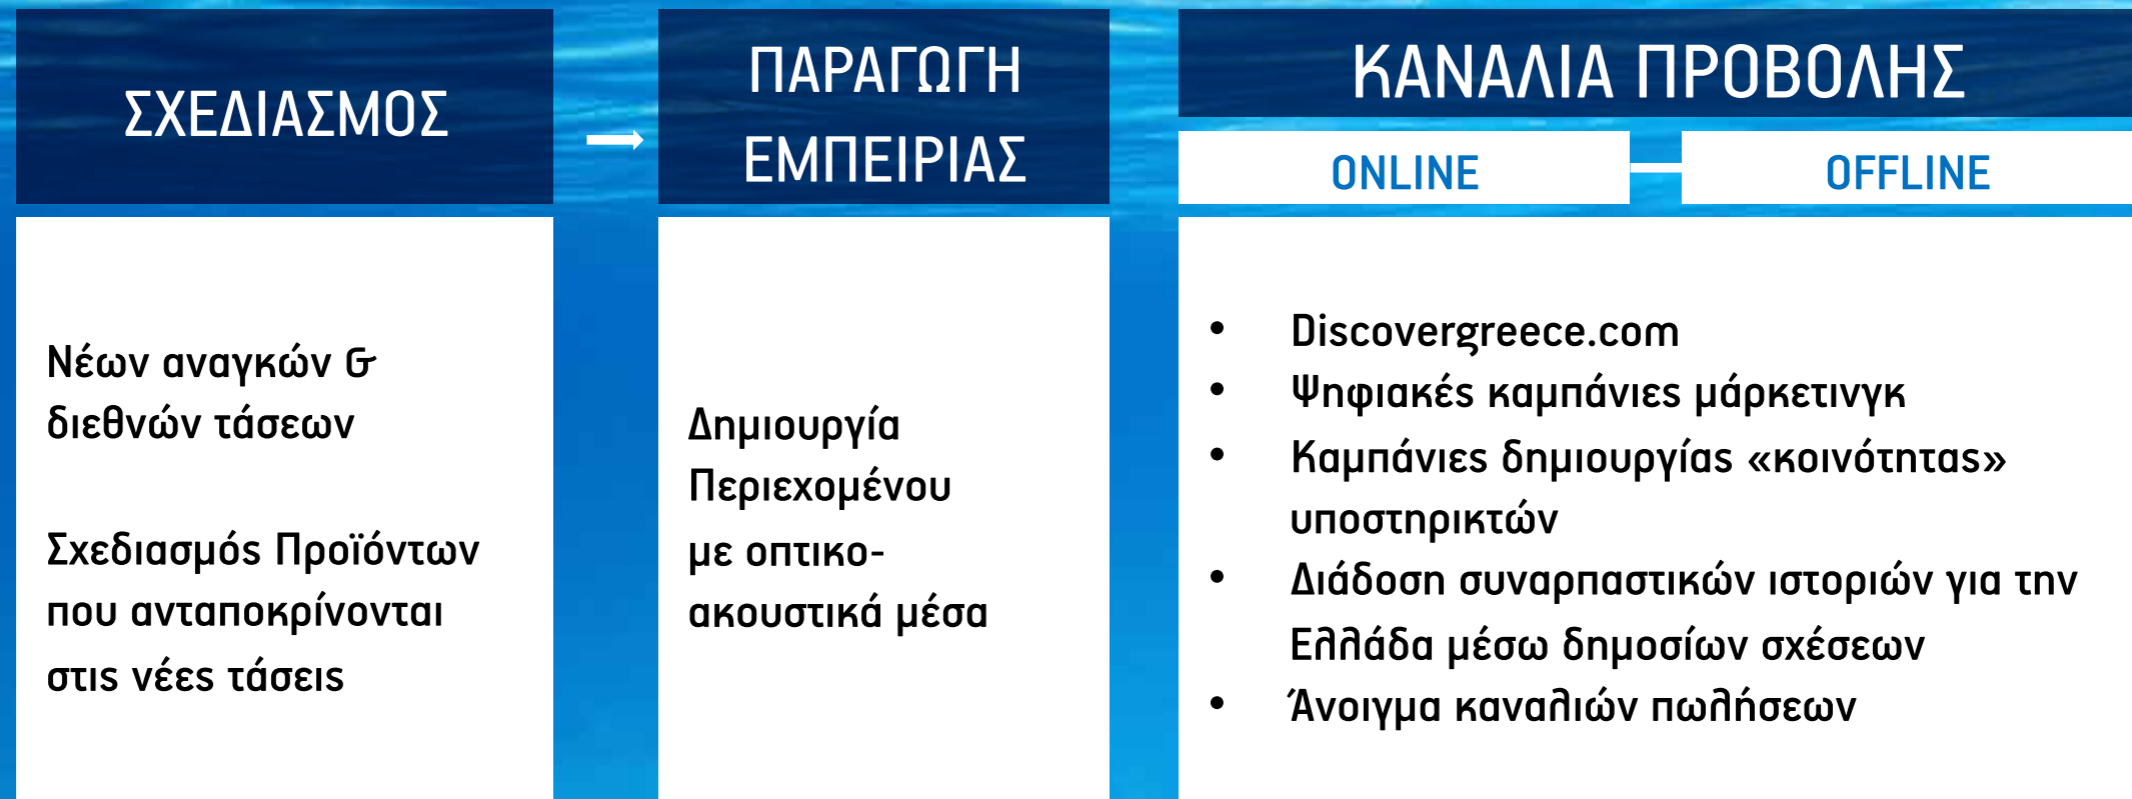 ΣΧΕΔΙΑΣΜΟΣ
Νέων αναγκών &
διεθνών τάσεων
Σχεδιασμός Προϊόντων
που ανταποκρίνονται
στις νέες τάσεις
ΠΑΡΑΓΩΓΗ
ΕΜΠΕΙΡΙΑΣ
Δημιουργία
Περιεχομένου
με οπτικο-
ακουστικά μέσα
ΚΑΝΑΛΙΑ ΠΡΟΒΟΛΗΣ
ONLINE
OFFLINE
• Discovergreece.com
• Ψηφιακές καμπάνιες μάρκετινγκ
• Καμπάνιες δημιουργίας «κοινότητας»
υποστηρικτών
• Διάδοση συναρπαστικών ιστοριών για την
Ελλάδα μέσω δημοσίων σχέσεων
• Άνοιγμα καναλιών πωλήσεων